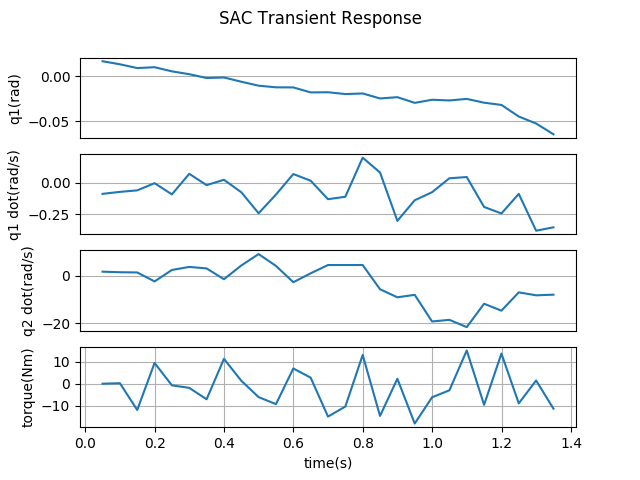 SAC Transient Response
q1(rad)
0.00
−0.05
q1 dot(rad/s)
0.00
−0.25
q2 dot(rad/s)
0
−20
torque(Nm)
10
0
−10
0.0 0.2 0.4 0.6 0.8 1.0 1.2 1.4
time(s)